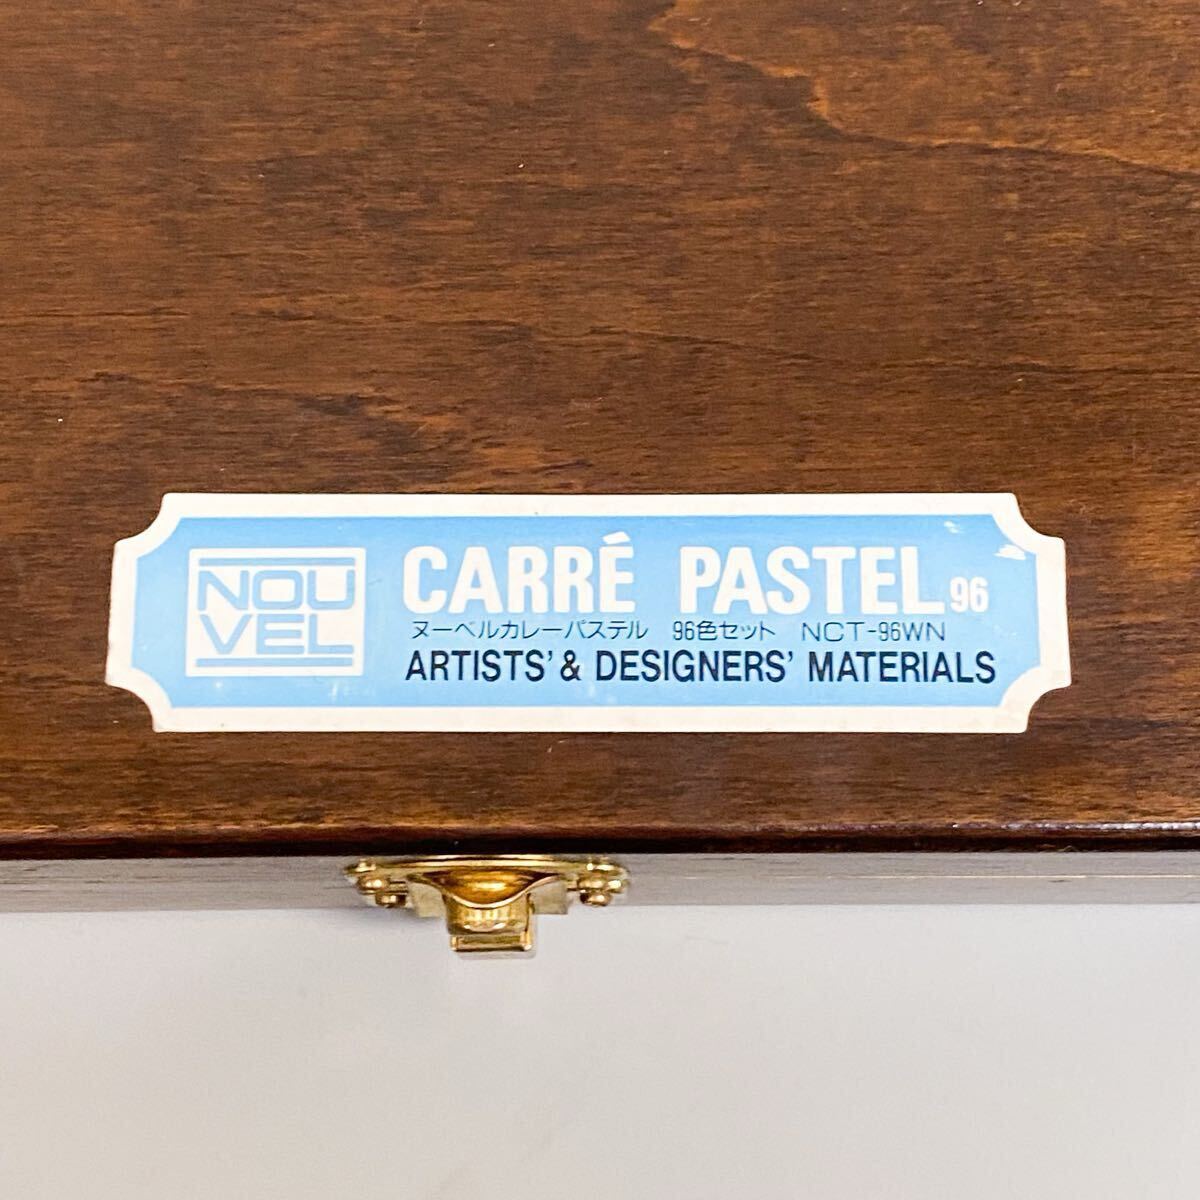 NOU
VEL
CARRÉ PASTEL 96
ヌーベルカレーパステル 96色セット NCT-96WN
ARTISTS' & DESIGNERS' MATERIALS